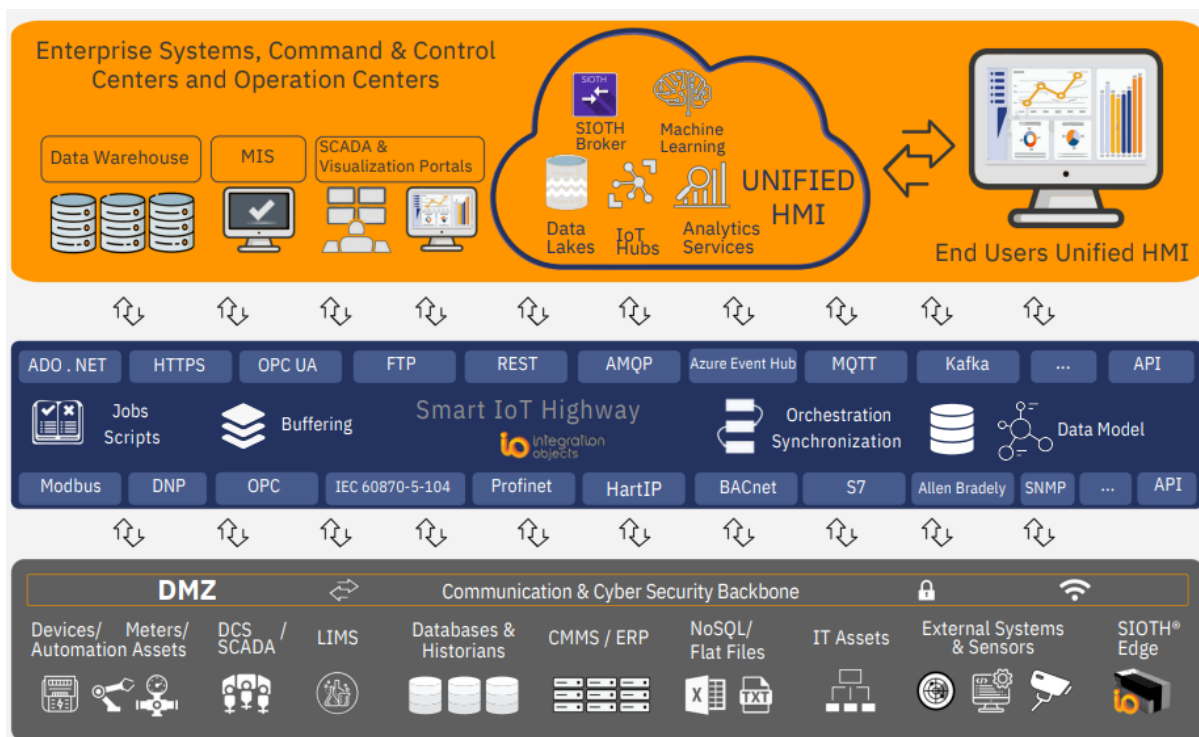 Enterprise Systems, Command & Control
Centers and Operation Centers
Data Warehouse
MIS
SCADA &
Visualization Portals
SIOTH
SIOTH
Broker
Machine
Learning
Data
Lakes
IoT
Hubs
Analytics
Services
UNIFIED
HMI
End Users Unified HMI
ADO . NET
HTTPS
OPC UA
FTP
REST
AMQP
Azure Event Hub
MQTT
Kafka
...
API
Jobs
Scripts
Buffering
Smart IoT Highway
io integration
objects
Orchestration
Synchronization
Data Model
Modbus
DNP
OPC
IEC 60870-5-104
Profinet
HartIP
BACnet
S7
Allen Bradely
SNMP
...
API
DMZ
Communication & Cyber Security Backbone
Devices/
Automation
Meters/
Assets
DCS /
SCADA
LIMS
Databases &
Historians
CMMS / ERP
NoSQL/
Flat Files
X
TXT
IT Assets
External Systems
& Sensors
SIOTH®
Edge
io